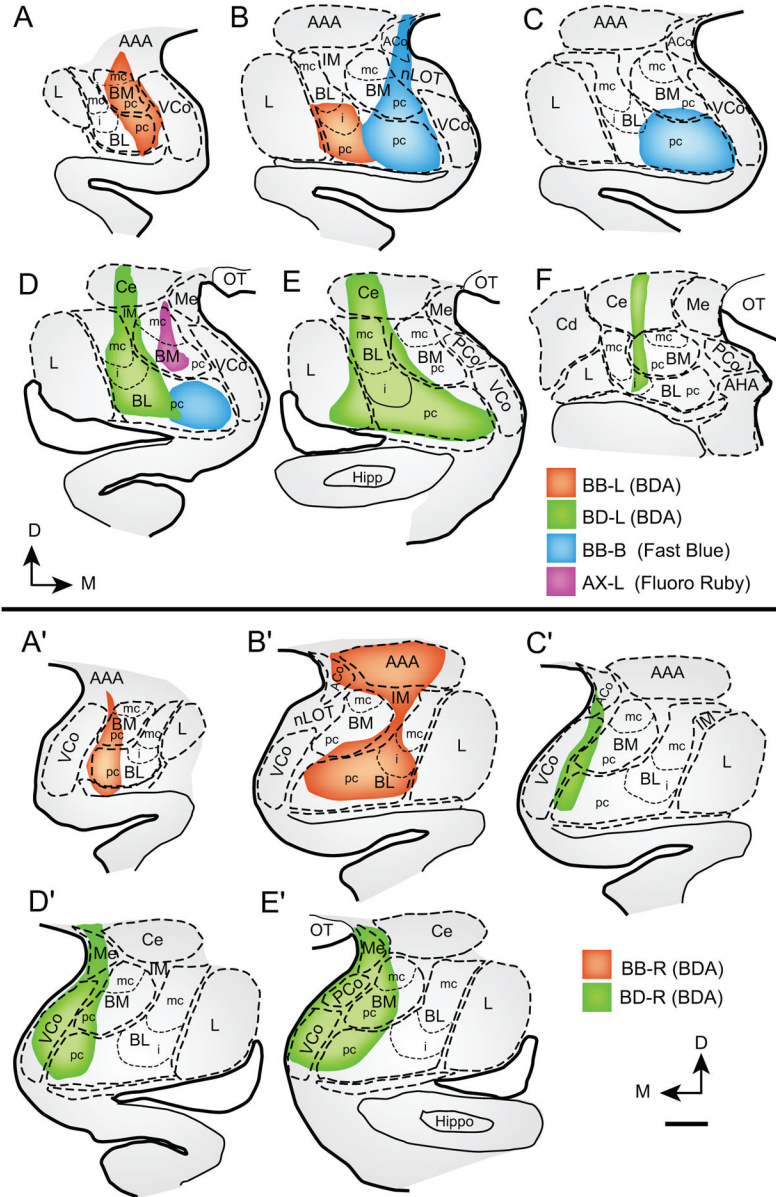 A
AAA
L
mc
mc
BM
pc
i
pc
BL
VCo
B
AAA
ACo
IM
mc
mc
nLOT
L
BL
BM
pc
i
pc
pc
VCo
C
AAA
ACo
L
mc
mc
BM
pc
i
BL
VCo
pc
D
Ce
Me
OT
IM
mc
L
mc
BM
pc
VCo
BL
pc
E
Ce
Me
OT
mc
mc
BL
BM
pc
PCo
L
i
VCo
pc
Hipp
F
Ce
Me
OT
Cd
mc
mc
pc
BM
PCo
L
BL
pc
AHA
BB-L (BDA)
BD-L (BDA)
BB-B (Fast Blue)
AX-L (Fluoro Ruby)
D
M
A'
AAA
mc
BM
pc
mc
L
VCo
i
pc
BL
B'
AAA
ACo
IM
mc
nLOT
BM
mc
L
VCo
pc
i
pc
BL
C'
AAA
ACo
mc
IM
BM
mc
VCo
pc
L
BL
i
pc
D'
Me
Ce
IM
mc
mc
BM
VCo
pc
L
BL
pc
i
E'
OT
Me
Ce
mc
mc
PCo
BM
pc
L
VCo
BL
pc
i
Hippo
BB-R (BDA)
BD-R (BDA)
D
M